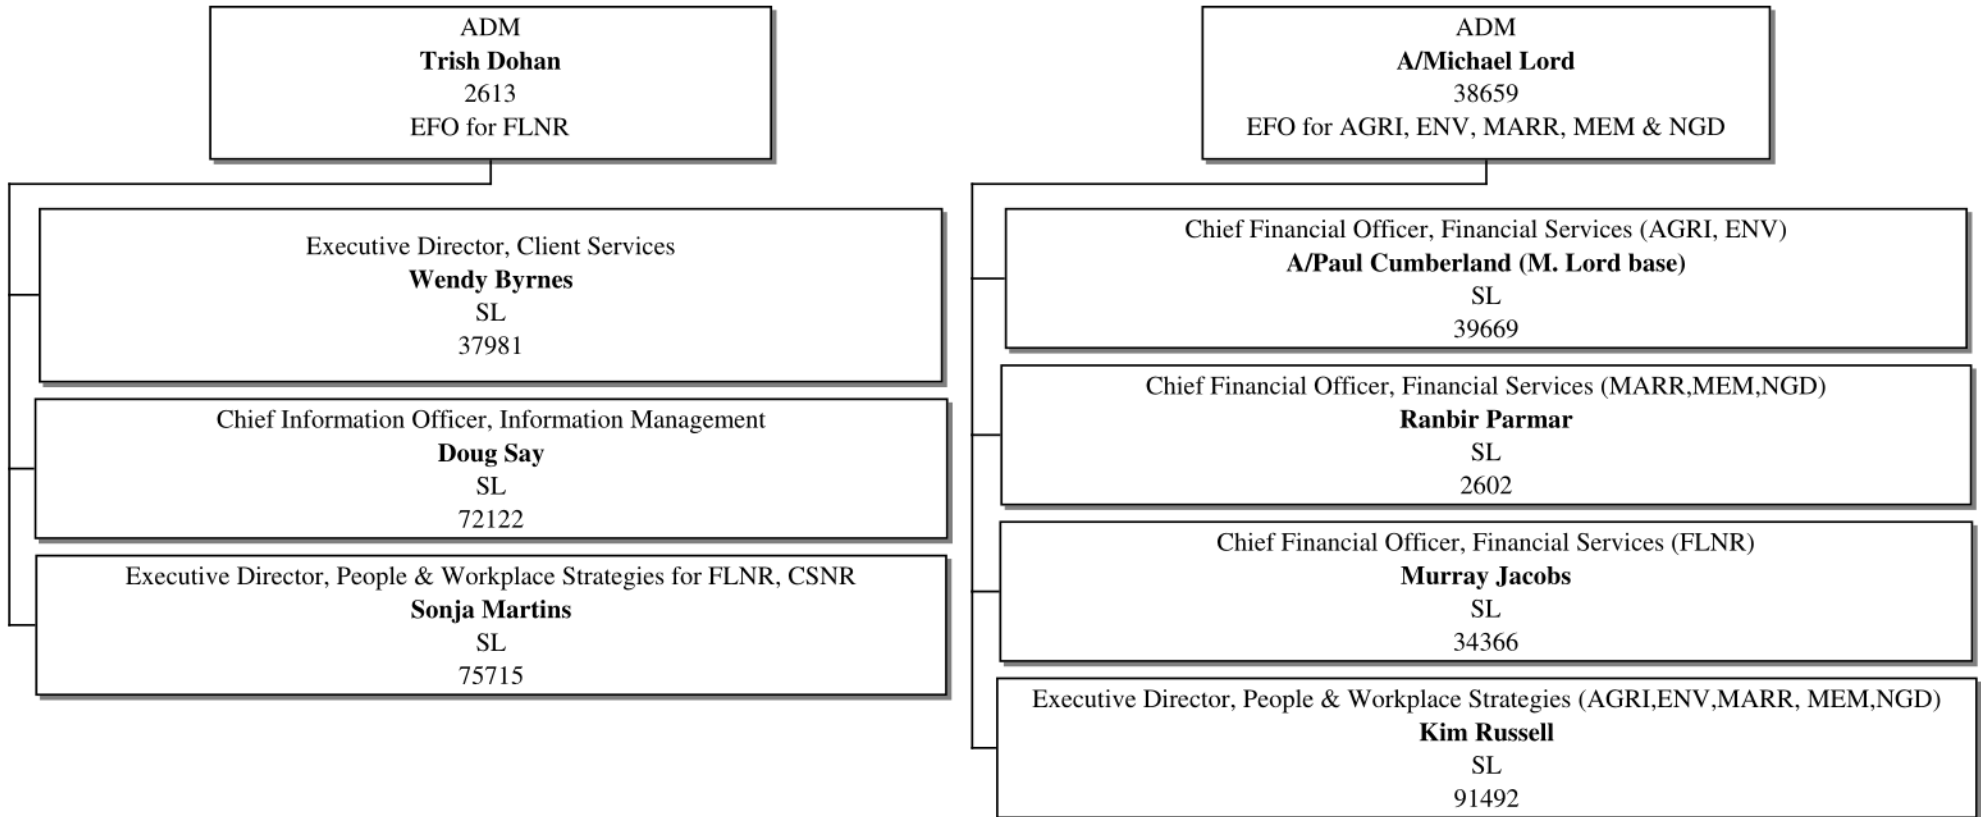 ADM
Trish Dohan
2613
EFO for FLNR
Executive Director, Client Services
Wendy Byrnes
SL
37981
Chief Information Officer, Information Management
Doug Say
SL
72122
Executive Director, People & Workplace Strategies for FLNR, CSNR
Sonja Martins
SL
75715
ADM
A/Michael Lord
38659
EFO for AGRI, ENV, MARR, MEM & NGD
Chief Financial Officer, Financial Services (AGRI, ENV)
A/Paul Cumberland (M. Lord base)
SL
39669
Chief Financial Officer, Financial Services (MARR,MEM,NGD)
Ranbir Parmar
SL
2602
Chief Financial Officer, Financial Services (FLNR)
Murray Jacobs
SL
34366
Executive Director, People & Workplace Strategies (AGRI,ENV,MARR, MEM,NGD)
Kim Russell
SL
91492